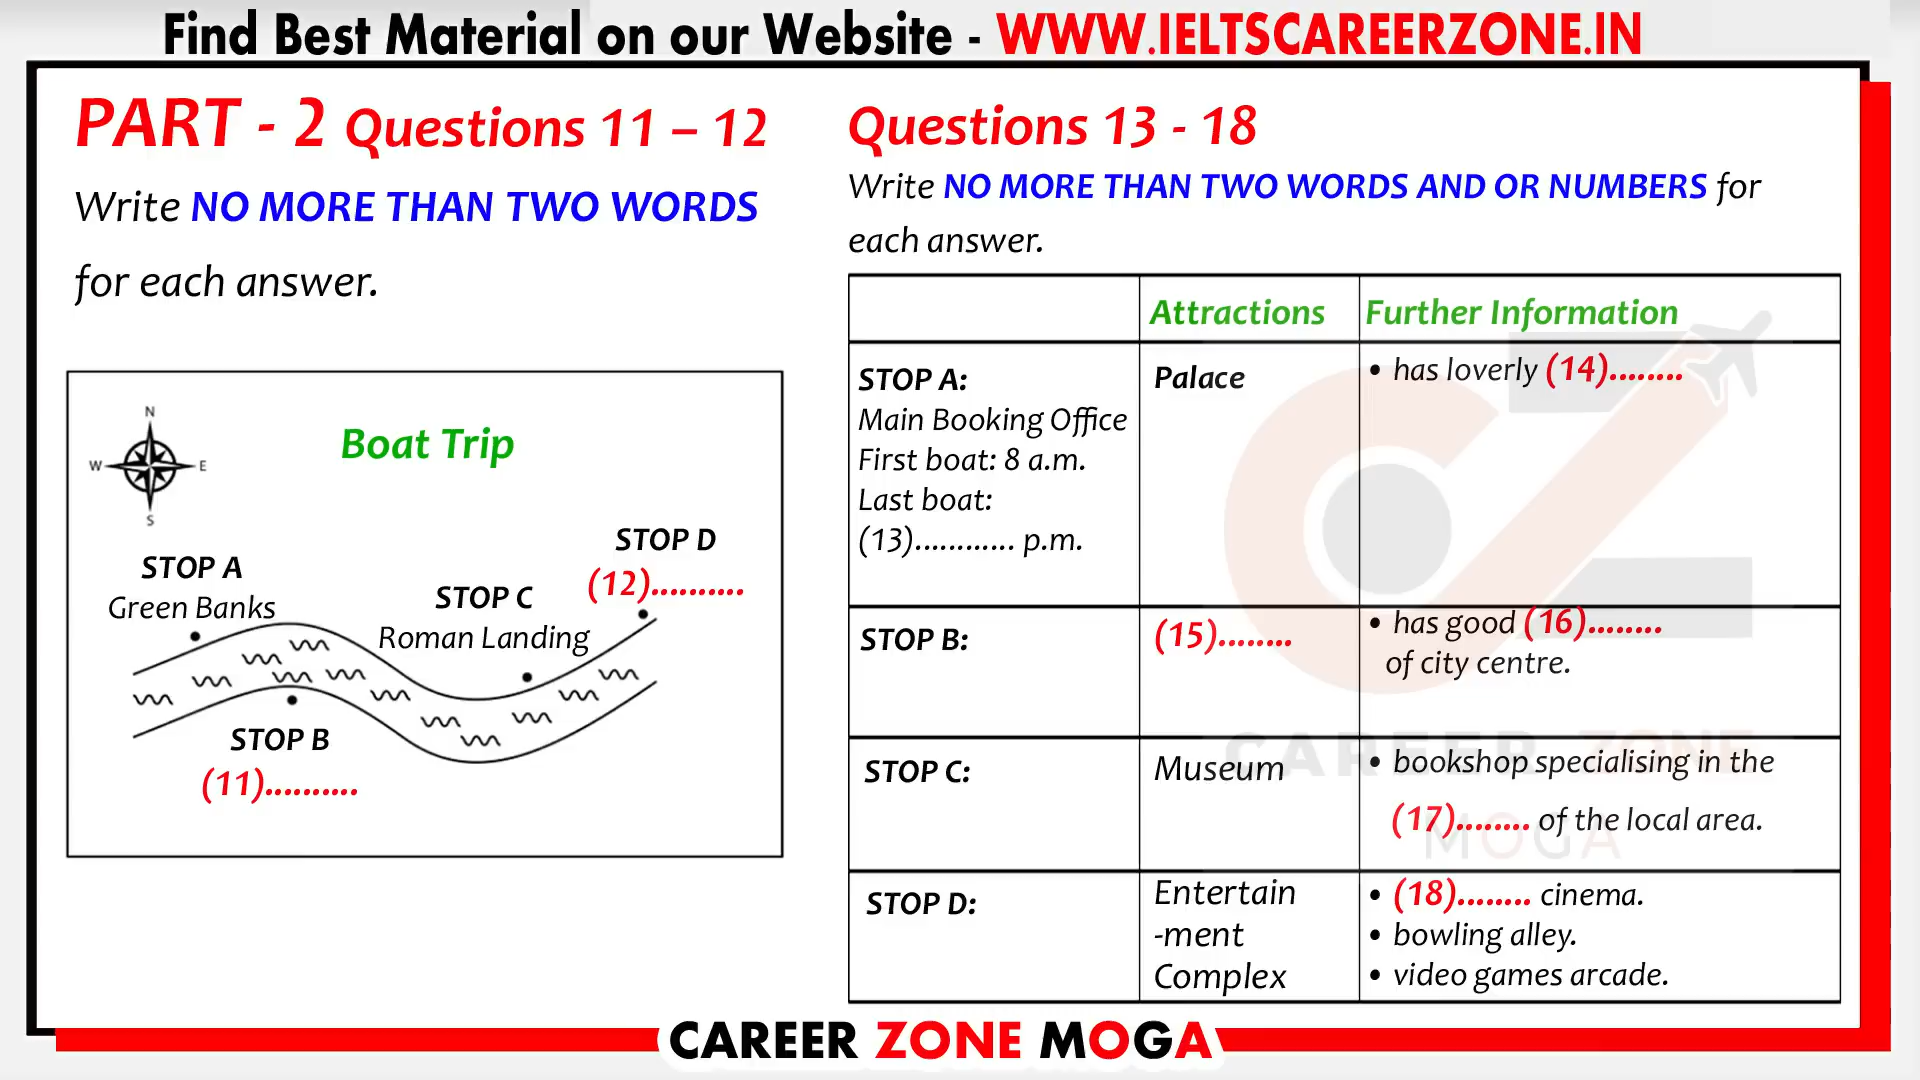 Find Best Material on our Website - WWW.IELTSCAREERZONE.IN
PART - 2 Questions 11 – 12
Write NO MORE THAN TWO WORDS
for each answer.
N
W E
S
Boat Trip
STOP A
Green Banks
STOP B
(11)..........
STOP C
Roman Landing
STOP D
(12)..........
Questions 13 - 18
Write NO MORE THAN TWO WORDS AND OR NUMBERS for
each answer.
Attractions Further Information
STOP A:
Main Booking Office
First boat: 8 a.m.
Last boat:
(13)............ p.m.
Palace
• has loverly (14)........
STOP B:
(15)........
• has good (16)........
of city centre.
STOP C:
Museum
• bookshop specialising in the
(17)........ of the local area.
STOP D:
Entertain
-ment
Complex
• (18)........ cinema.
• bowling alley.
• video games arcade.
CAREER ZONE
MOGA
CAREER ZONE MOGA